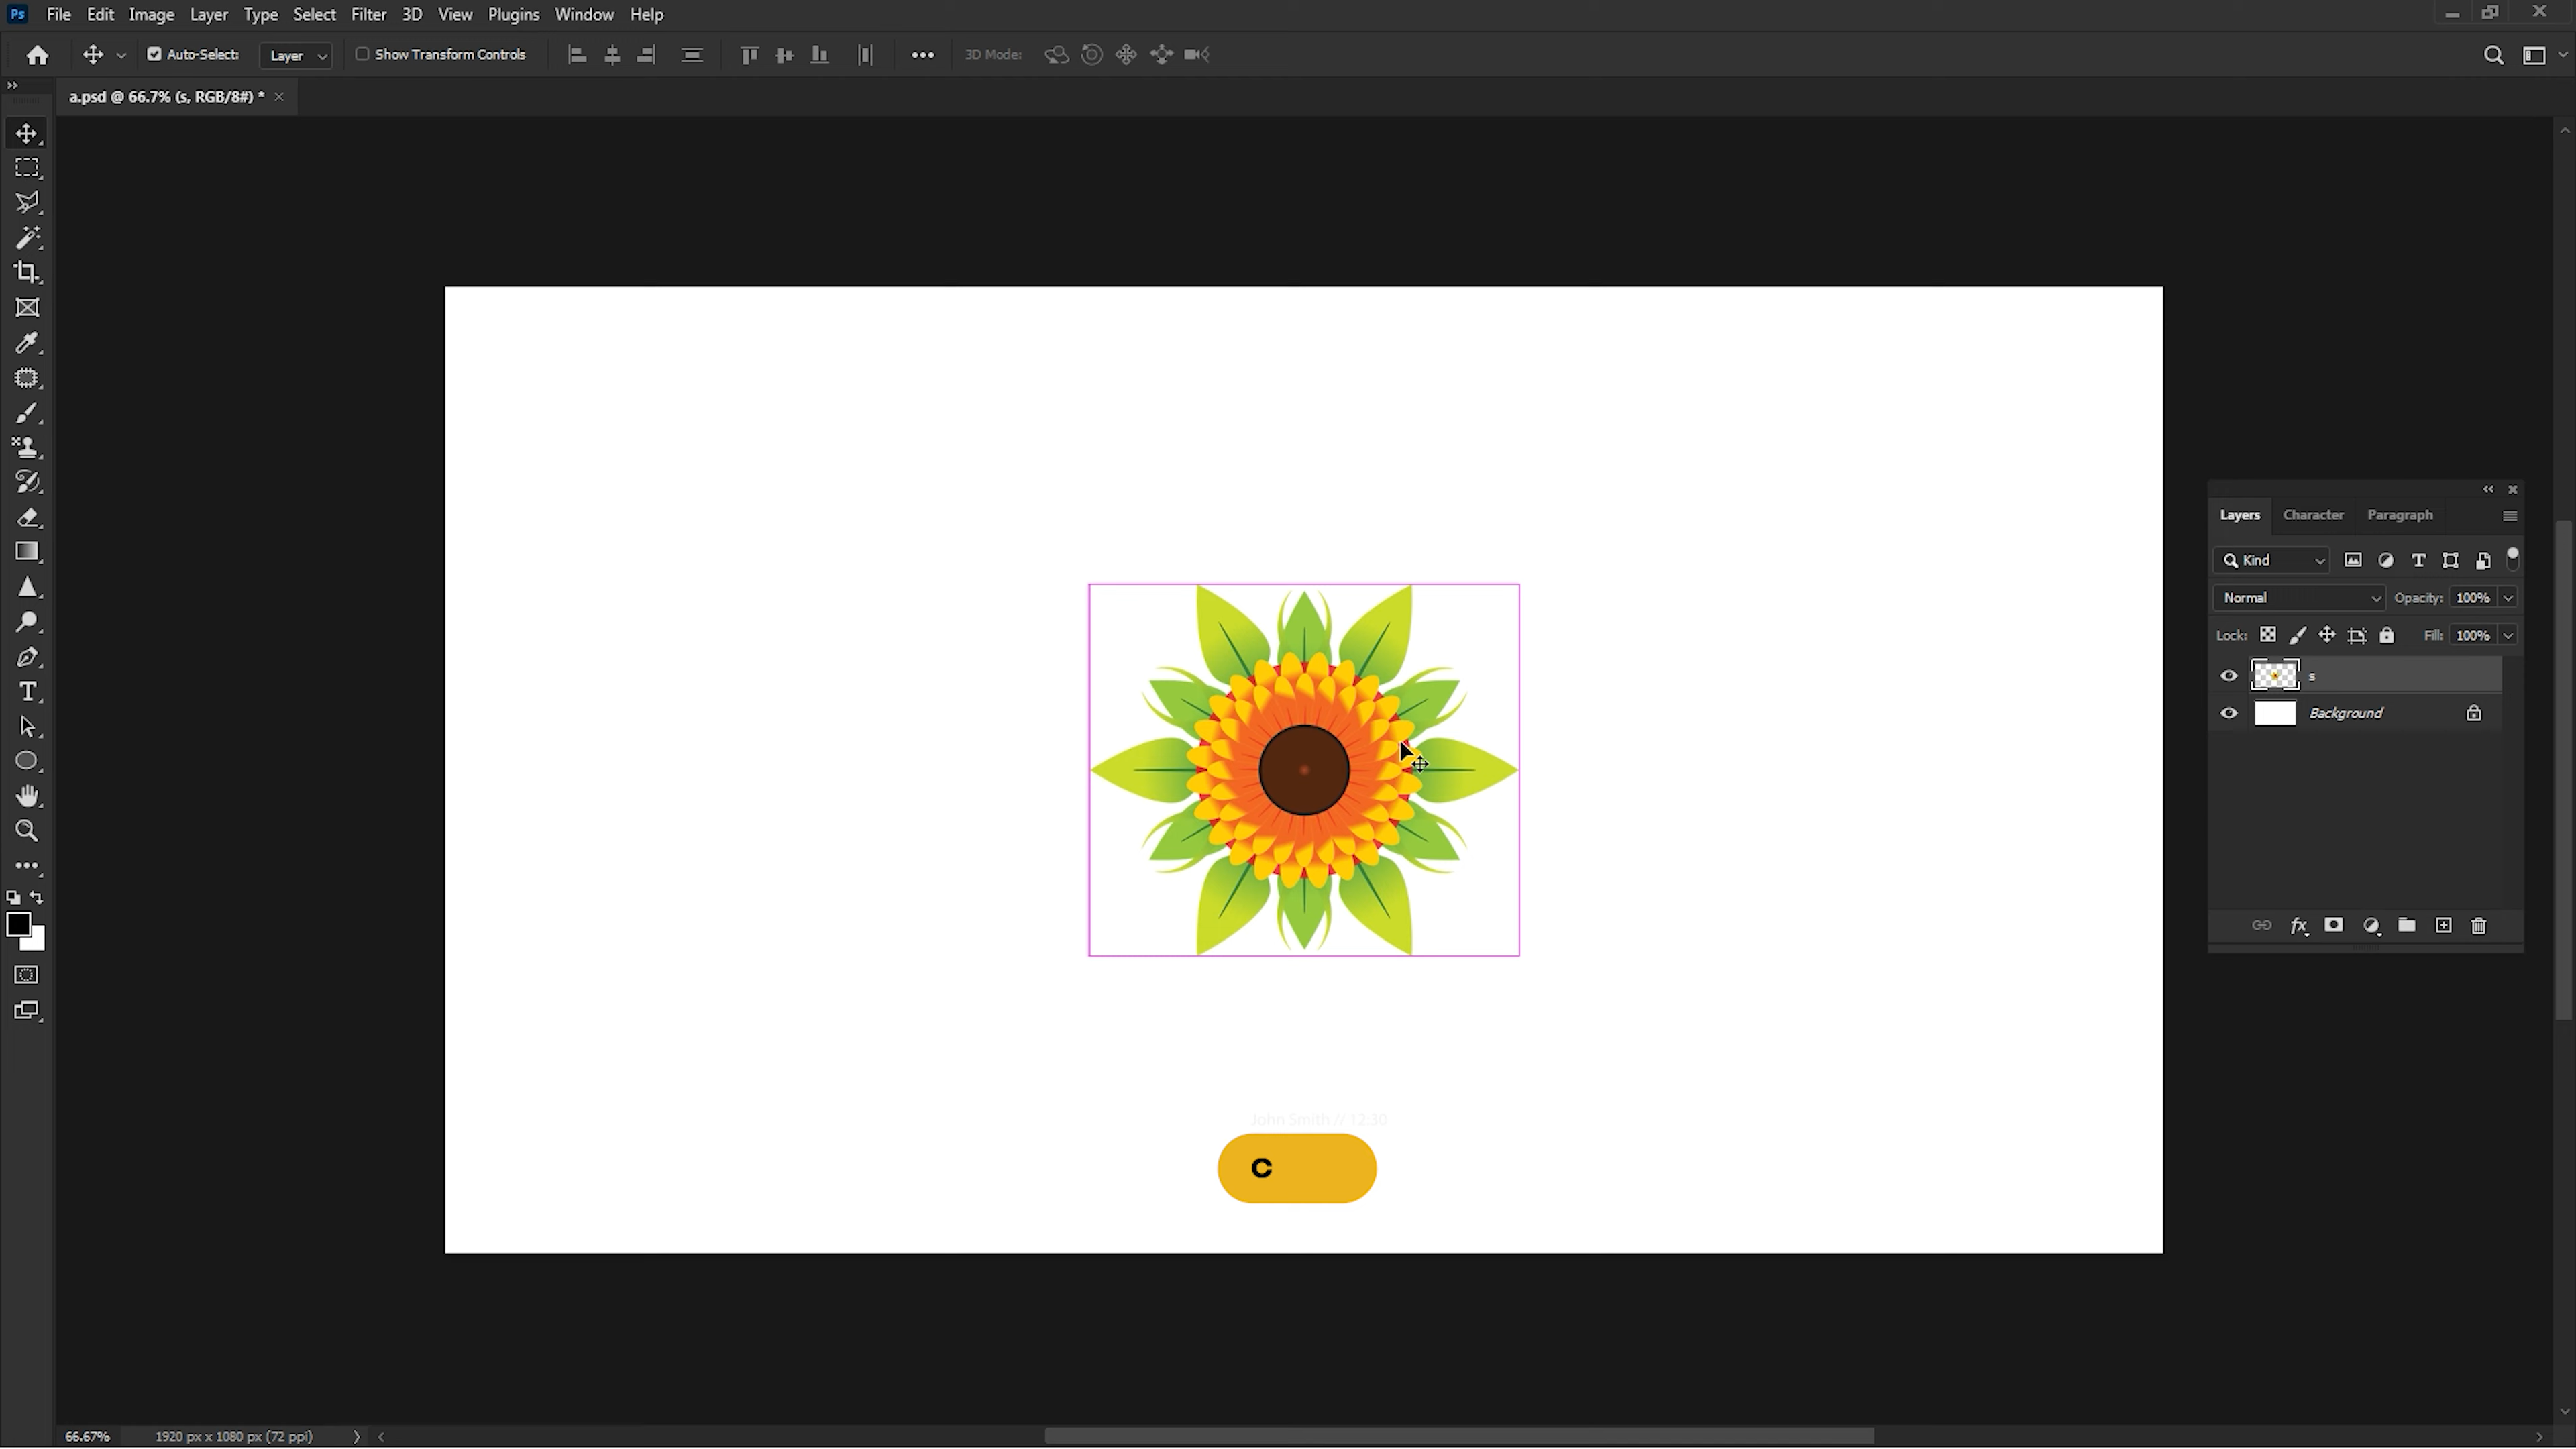 Ps File Edit Image Layer Type Select Filter 3D View Plugins Window Help
Auto-Select: Layer Show Transform Controls 3D Mode:
a.psd @ 66.7% (s, RGB/8#) *
Layers Character Paragraph
Kind
Normal Opacity: 100%
Lock: Fill: 100%
s
Background
fx
John Smith // 12:30
C
66.67% 1920 px x 1080 px (72 ppi)